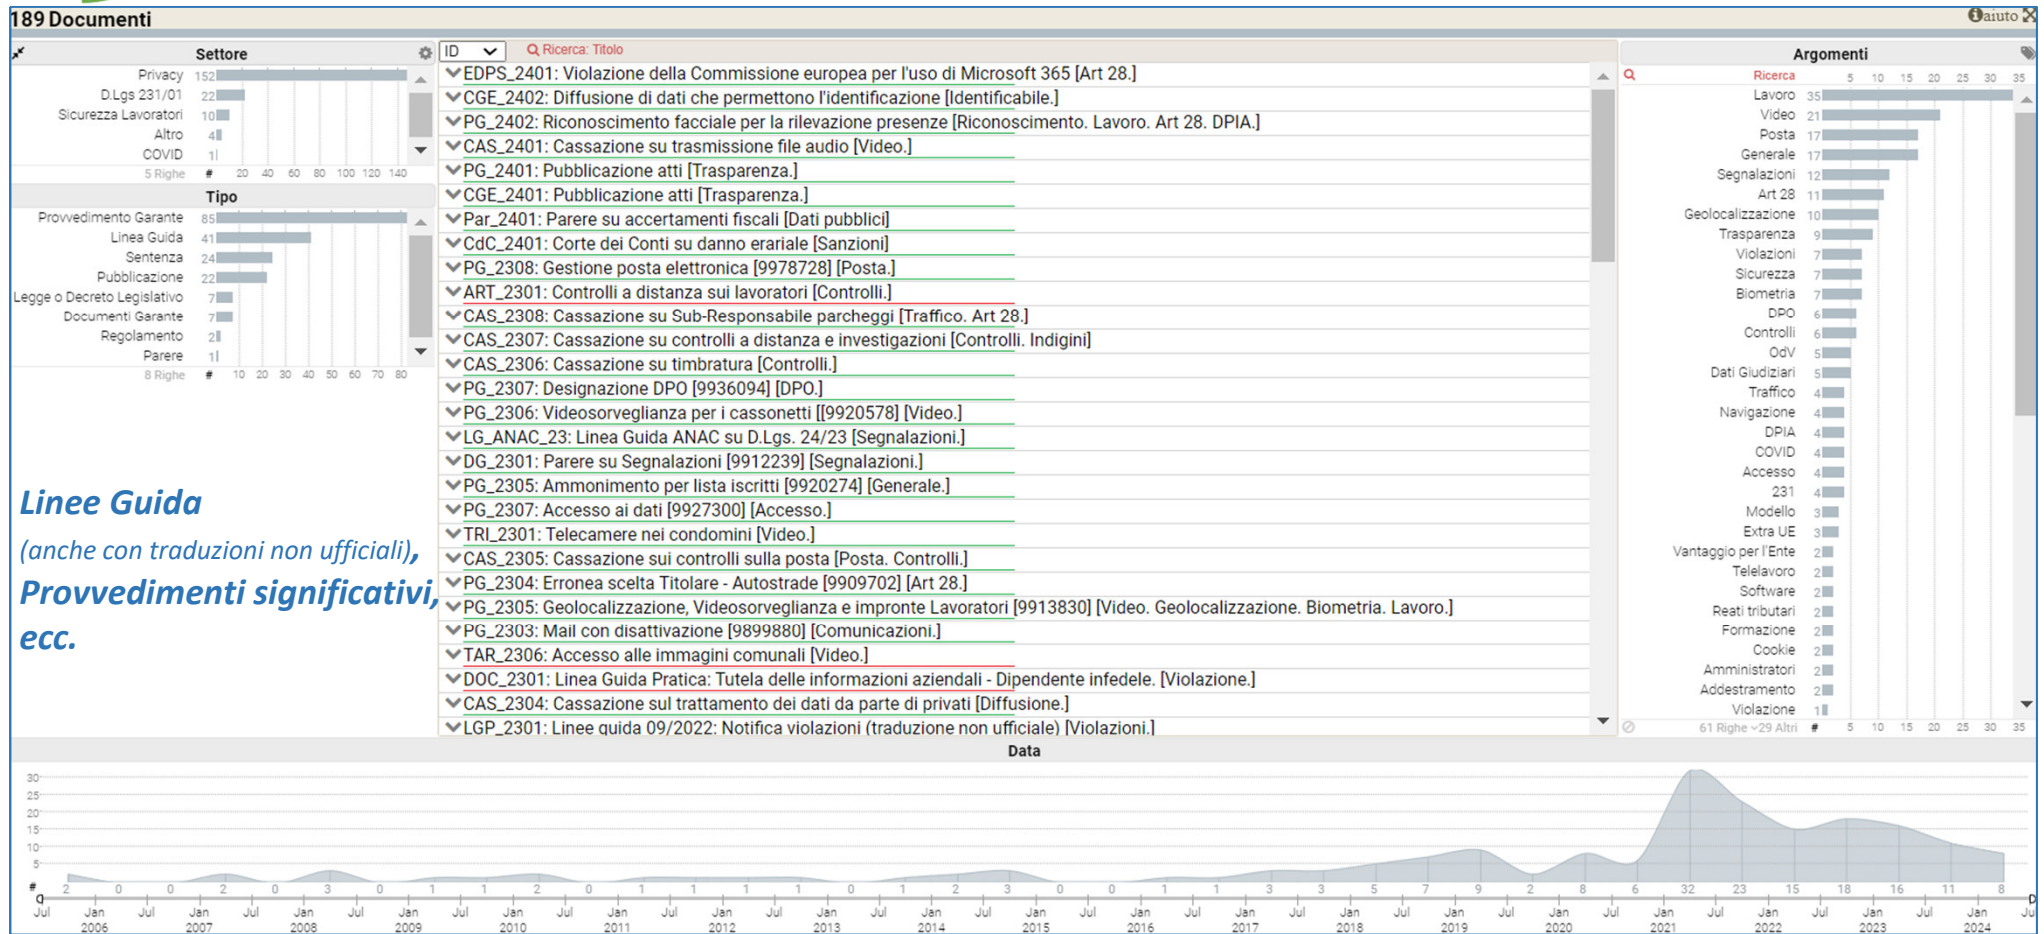 189 Documenti
aiuto
Settore
Privacy 152
D.Lgs 231/01 22
Sicurezza Lavoratori 10
Altro 4
COVID 1
5 Righe # 20 40 60 80 100 120 140
Tipo
Provvedimento Garante 85
Linea Guida 41
Sentenza 24
Pubblicazione 22
Legge o Decreto Legislativo 7
Documenti Garante 7
Regolamento 2
Parere 1
8 Righe # 10 20 30 40 50 60 70 80
Linee Guida
(anche con traduzioni non ufficiali),
Provvedimenti significativi,
ecc.
ID Ricerca: Titolo
EDPS_2401: Violazione della Commissione europea per l'uso di Microsoft 365 [Art 28.]
CGE_2402: Diffusione di dati che permettono l'identificazione [Identificabile.]
PG_2402: Riconoscimento facciale per la rilevazione presenze [Riconoscimento. Lavoro. Art 28. DPIA.]
CAS_2401: Cassazione su trasmissione file audio [Video.]
PG_2401: Pubblicazione atti [Trasparenza.]
CGE_2401: Pubblicazione atti [Trasparenza.]
Par_2401: Parere su accertamenti fiscali [Dati pubblici]
CdC_2401: Corte dei Conti su danno erariale [Sanzioni]
PG_2308: Gestione posta elettronica [9978728] [Posta.]
ART_2301: Controlli a distanza sui lavoratori [Controlli.]
CAS_2308: Cassazione su Sub-Responsabile parcheggi [Traffico. Art 28.]
CAS_2307: Cassazione su controlli a distanza e investigazioni [Controlli. Indigini]
CAS_2306: Cassazione su timbratura [Controlli.]
PG_2307: Designazione DPO [9936094] [DPO.]
PG_2306: Videosorveglianza per i cassonetti [[9920578] [Video.]
LG_ANAC_23: Linea Guida ANAC su D.Lgs. 24/23 [Segnalazioni.]
DG_2301: Parere su Segnalazioni [9912239] [Segnalazioni.]
PG_2305: Ammonimento per lista iscritti [9920274] [Generale.]
PG_2307: Accesso ai dati [9927300] [Accesso.]
TRI_2301: Telecamere nei condomini [Video.]
CAS_2305: Cassazione sui controlli sulla posta [Posta. Controlli.]
PG_2304: Erronea scelta Titolare - Autostrade [9909702] [Art 28.]
PG_2305: Geolocalizzazione, Videosorveglianza e impronte Lavoratori [9913830] [Video. Geolocalizzazione. Biometria. Lavoro.]
PG_2303: Mail con disattivazione [9899880] [Comunicazioni.]
TAR_2306: Accesso alle immagini comunali [Video.]
DOC_2301: Linea Guida Pratica: Tutela delle informazioni aziendali - Dipendente infedele. [Violazione.]
CAS_2304: Cassazione sul trattamento dei dati da parte di privati [Diffusione.]
LGP_2301: Linee guida 09/2022: Notifica violazioni (traduzione non ufficiale) [Violazioni.]
Argomenti
Ricerca 5 10 15 20 25 30 35
Lavoro 35
Video 21
Posta 17
Generale 17
Segnalazioni 12
Art 28 11
Geolocalizzazione 10
Trasparenza 9
Violazioni 7
Sicurezza 7
Biometria 7
DPO 6
Controlli 6
OdV 5
Dati Giudiziari 5
Traffico 4
Navigazione 4
DPIA 4
COVID 4
Accesso 4
231 4
Modello 3
Extra UE 3
Vantaggio per l'Ente 2
Telelavoro 2
Software 2
Reati tributari 2
Formazione 2
Cookie 2
Amministratori 2
Addestramento 2
Violazione 1
61 Righe 29 Altri # 5 10 15 20 25 30 35
Data
30
25
20
15
10
5
# 2 0 0 2 0 3 0 1 1 2 0 1 1 1 1 0 1 2 3 0 0 1 1 3 3 5 7 9 2 8 6 32 23 15 18 16 11 8
Jul Jan Jul Jan Jul Jan Jul Jan Jul Jan Jul Jan Jul Jan Jul Jan Jul Jan Jul Jan Jul Jan Jul Jan Jul Jan Jul Jan Jul Jan Jul Jan Jul Jan Jul Jan Jul Jan Jul
2006 2007 2008 2009 2010 2011 2012 2013 2014 2015 2016 2017 2018 2019 2020 2021 2022 2023 2024